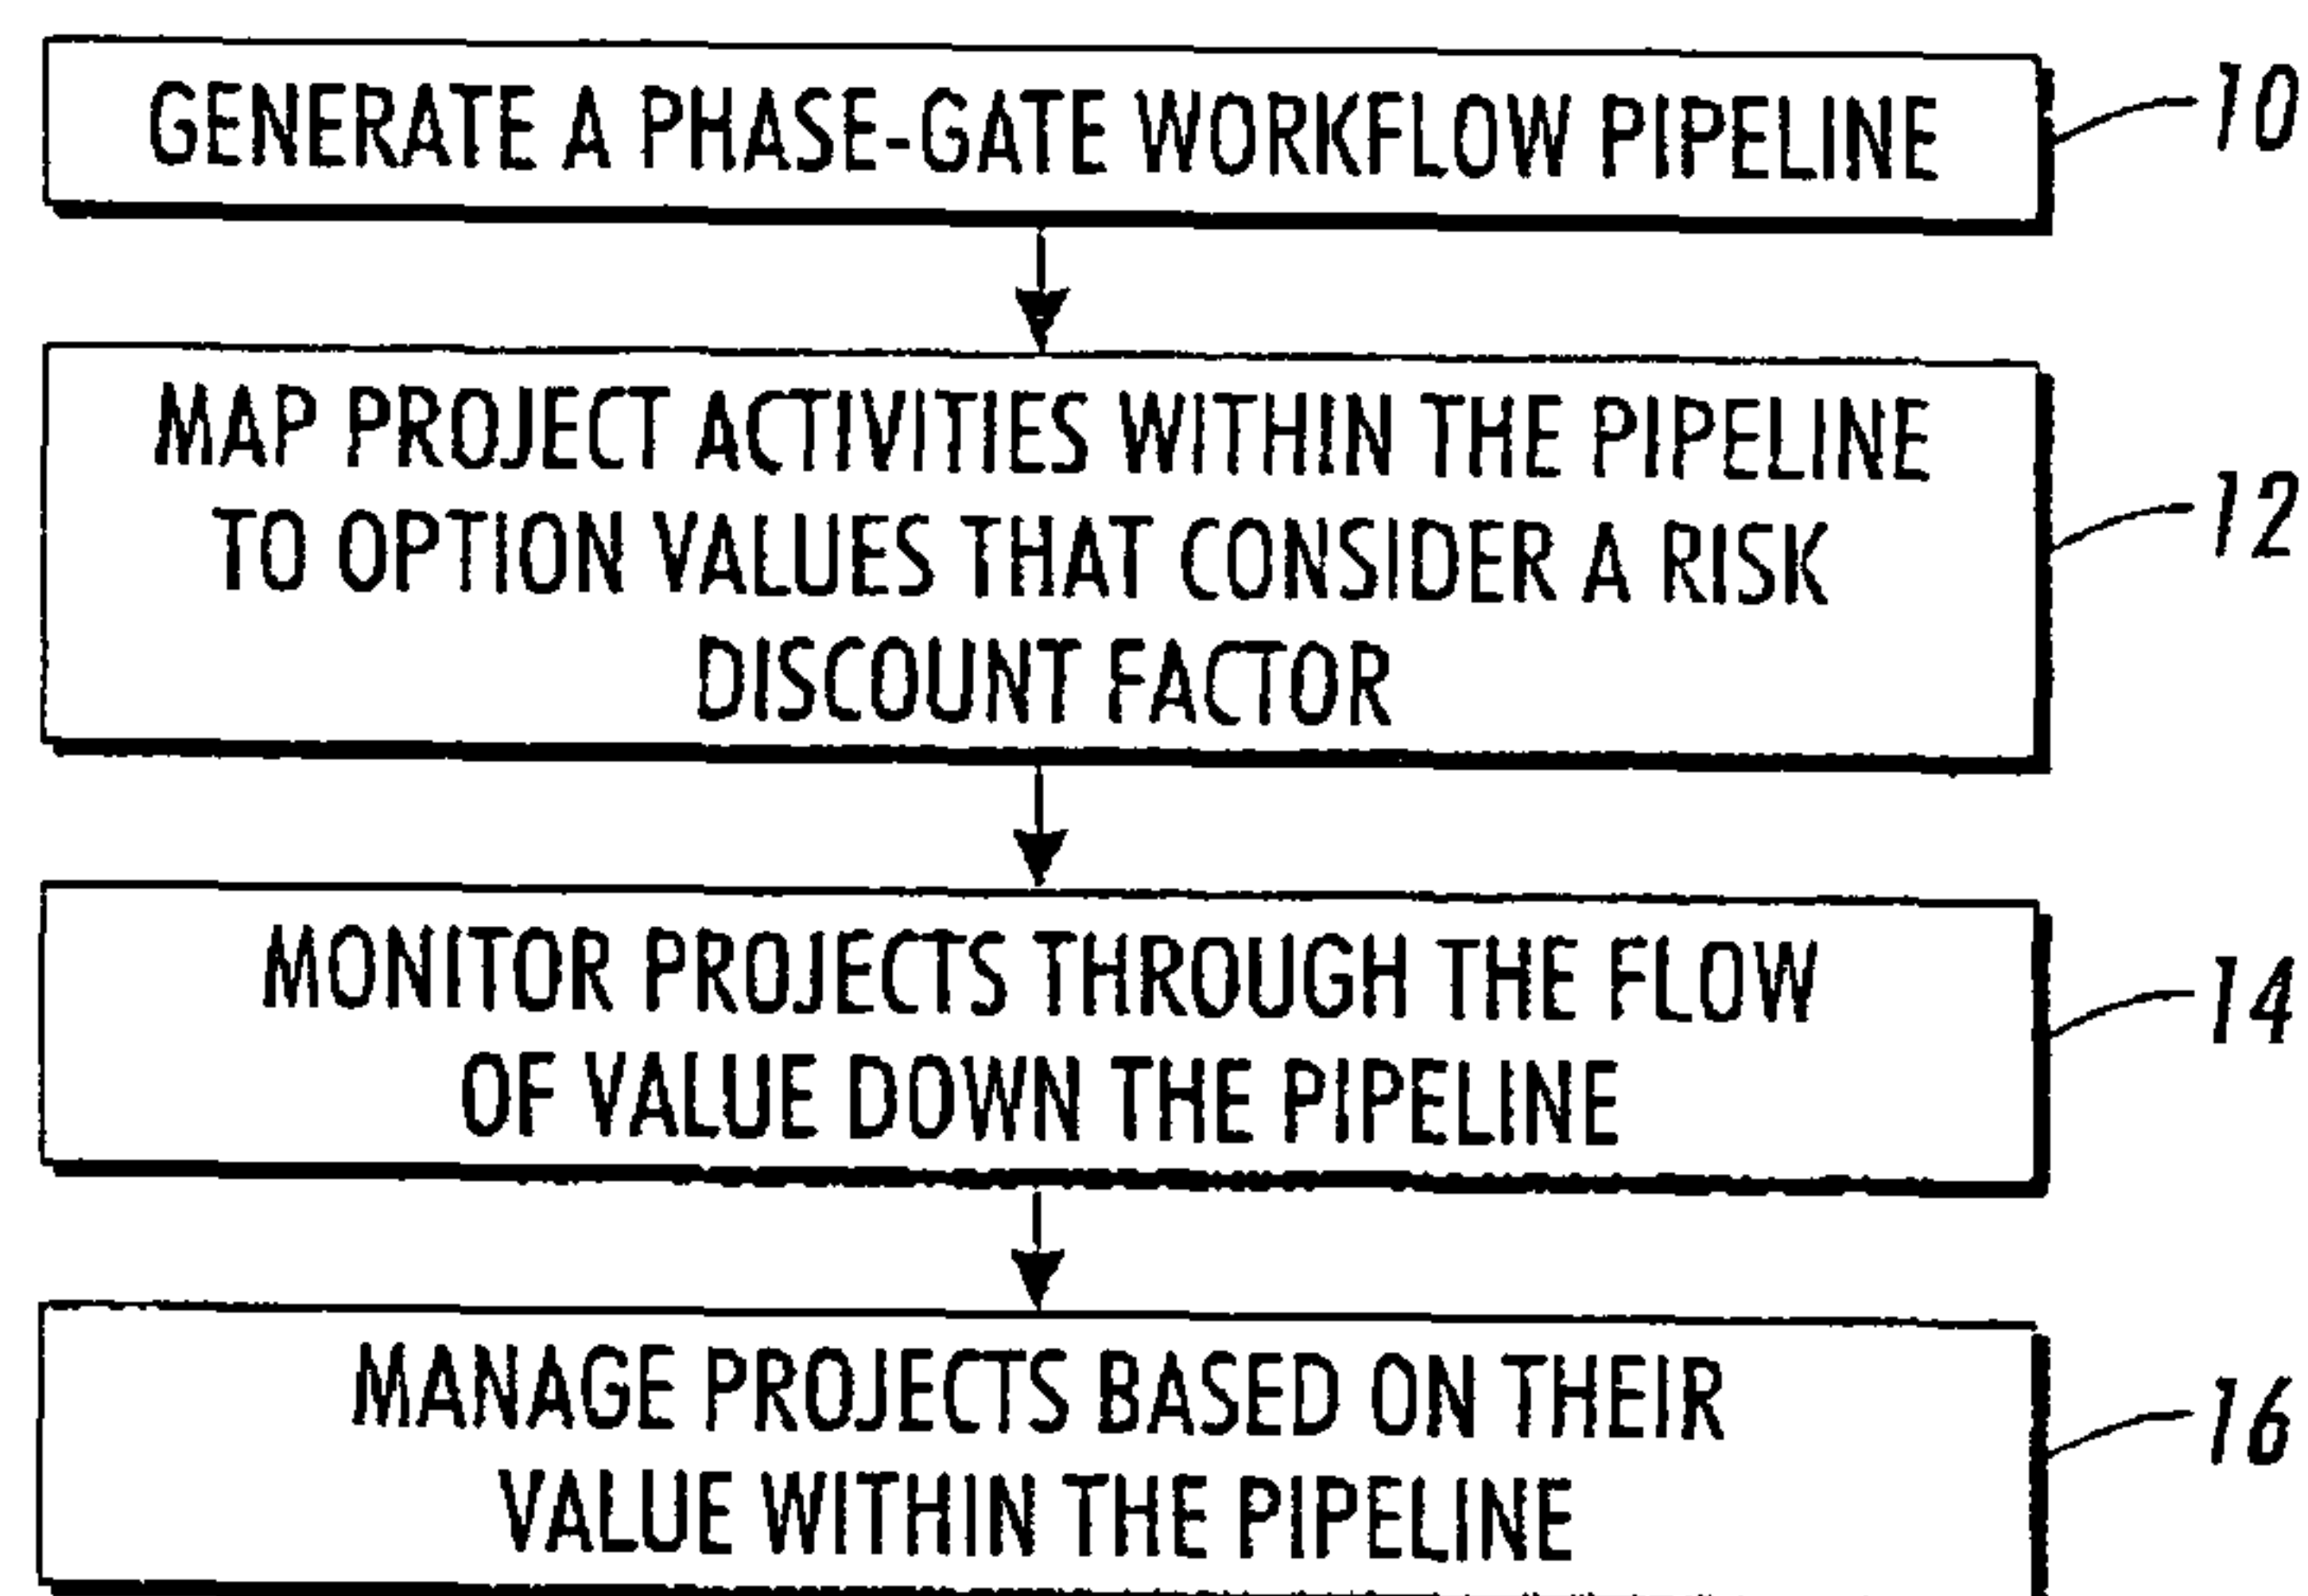 GENERATE A PHASE-GATE WORKFLOW PIPELINE
10
MAP PROJECT ACTIVITIES WITHIN THE PIPELINE
TO OPTION VALUES THAT CONSIDER A RISK
DISCOUNT FACTOR
12
MONITOR PROJECTS THROUGH THE FLOW
OF VALUE DOWN THE PIPELINE
14
MANAGE PROJECTS BASED ON THEIR
VALUE WITHIN THE PIPELINE
16